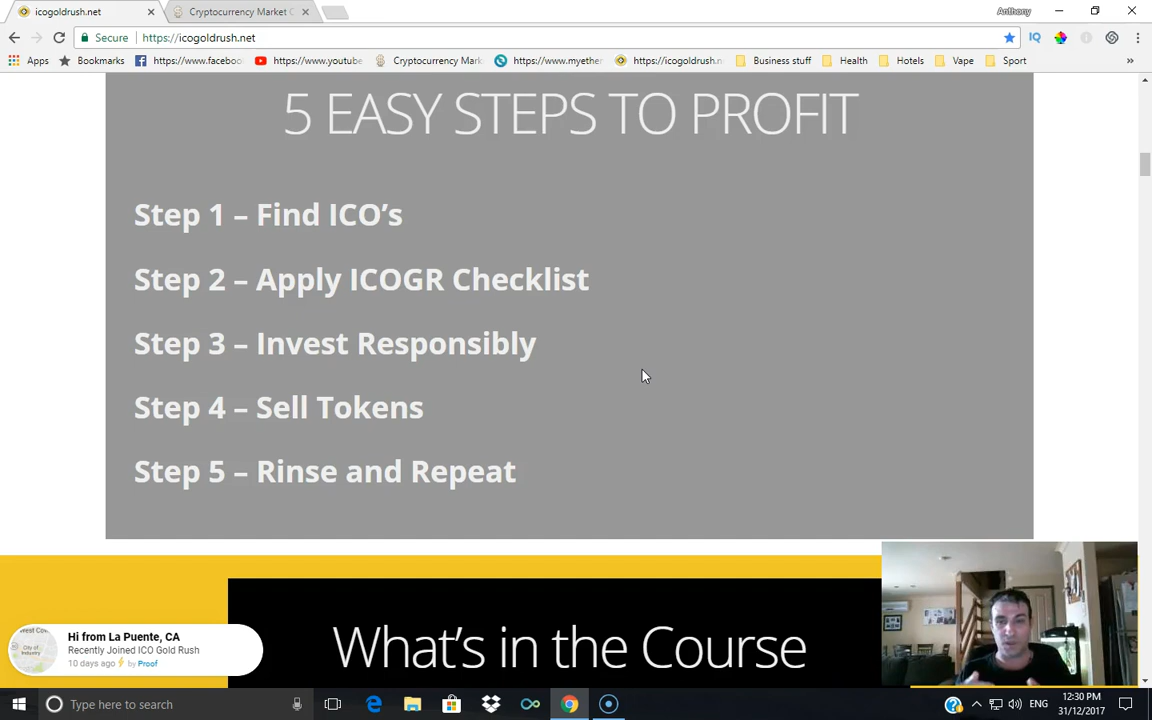 icogoldrush.net
Cryptocurrency Market C
Anthony
Secure
https://icogoldrush.net
IQ
Apps
Bookmarks
https://www.faceboo
https://www.youtube
Cryptocurrency Mark
https://www.myether
https://icogoldrush.n
Business stuff
Health
Hotels
Vape
Sport
5 EASY STEPS TO PROFIT
Step 1 – Find ICO’s
Step 2 – Apply ICOGR Checklist
Step 3 – Invest Responsibly
Step 4 – Sell Tokens
Step 5 – Rinse and Repeat
What’s in the Course
City of
Industry
Hi from La Puente, CA
Recently Joined ICO Gold Rush
10 days ago ⚡ by Proof
Type here to search
ENG
12:30 PM
31/12/2017